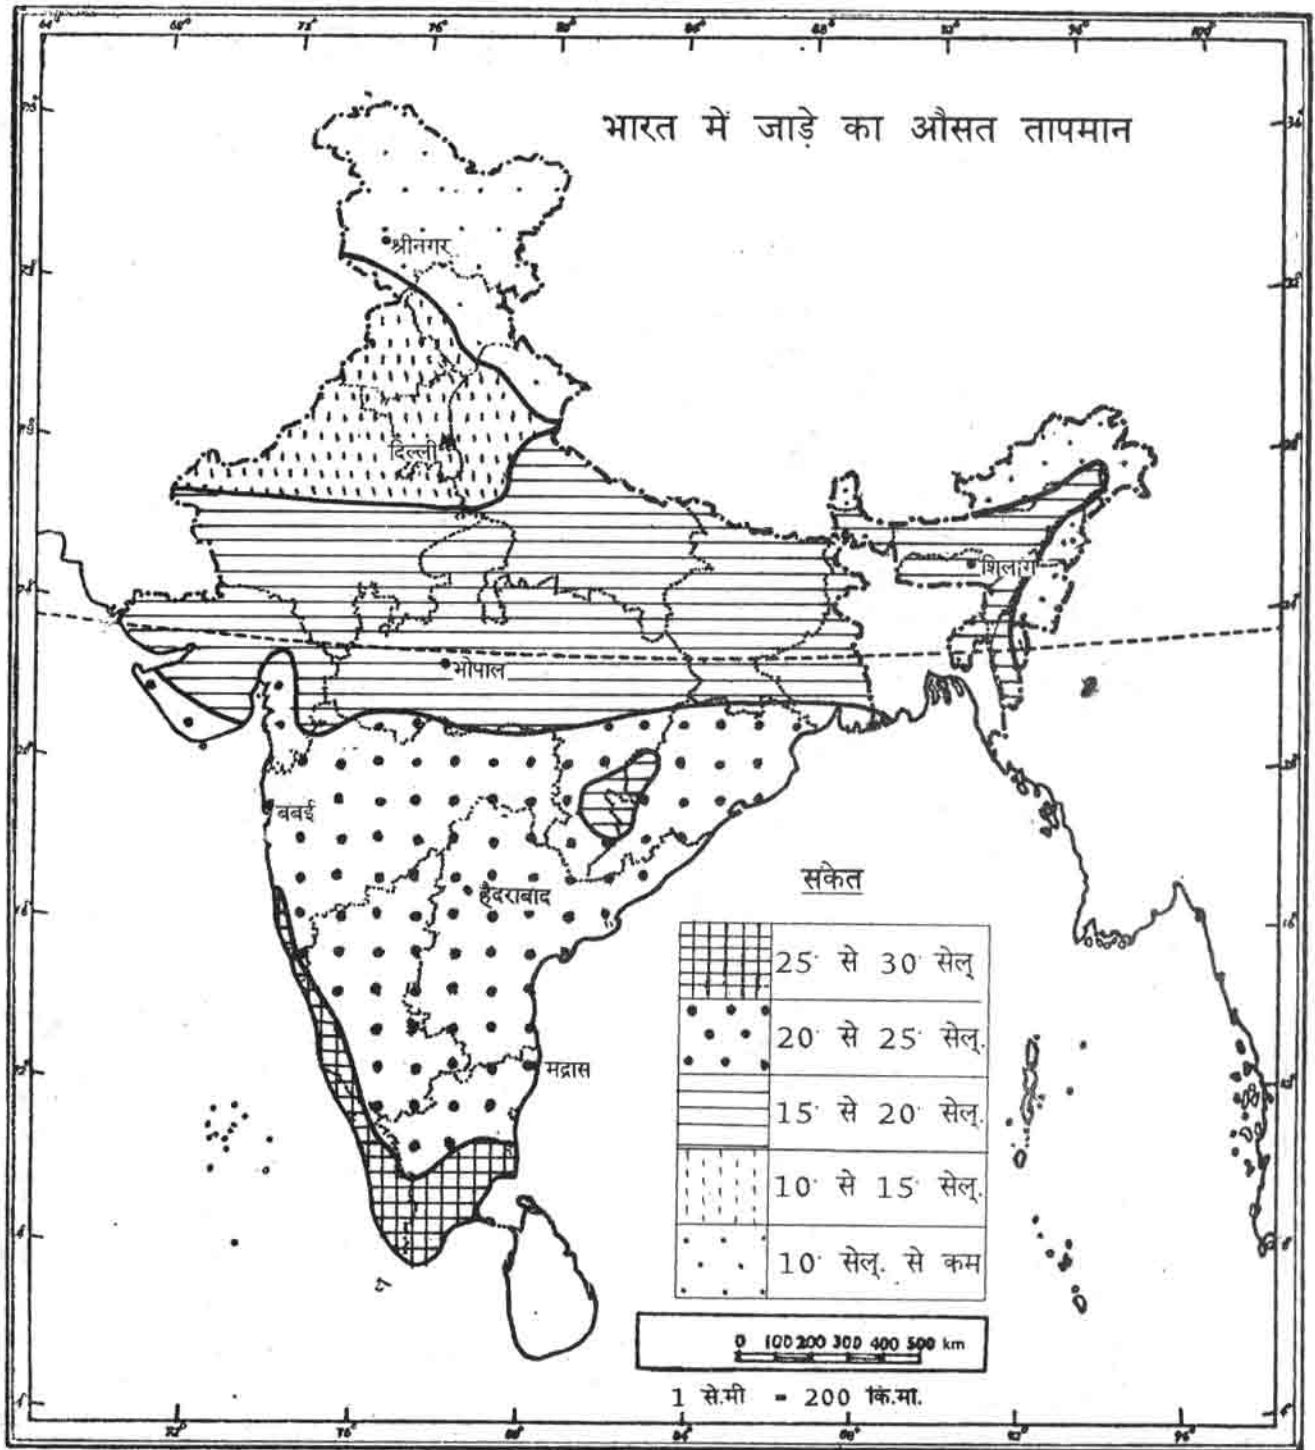 भारत में जाड़े का औसत तापमान
श्रीनगर
दिल्ली
शिलांग
भोपाल
बबई
हैदराबाद
मद्रास
संकेत
25° से 30° सेल्
20° से 25° सेल्.
15° से 20° सेल्.
10° से 15° सेल्.
10° सेल्. से कम
0 100 200 300 400 500 km
1 से.मी = 200 कि.मी.